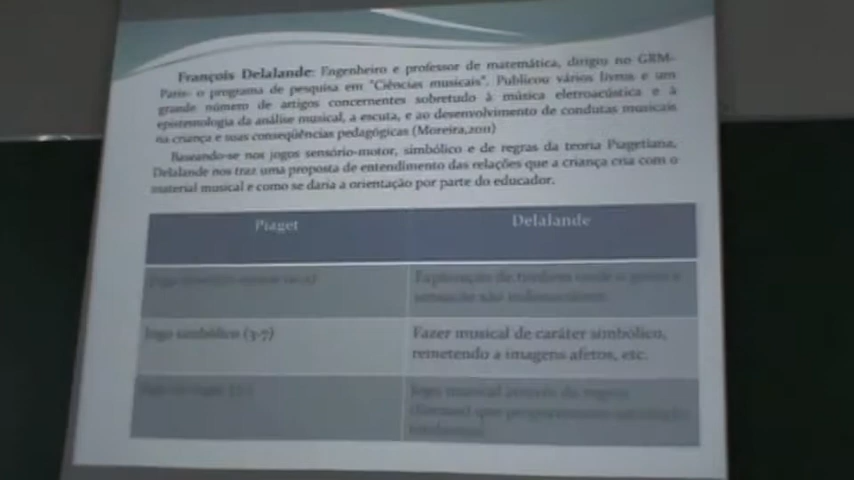 François Delalande: Engenheiro e professor de matemática, dirigiu no GRM-
Paris- o programa de pesquisa em "Ciências musicais". Publicou vários livros e um
grande número de artigos concernentes sobretudo à música eletroacústica e à
epistemologia da análise musical, a escuta, e ao desenvolvimento de condutas musicais
na criança e suas conseqüências pedagógicas (Moreira,2011)
Baseando-se nos jogos sensório-motor, simbólico e de regras da teoria Piagetiana,
Delalande nos traz uma proposta de entendimento das relações que a criança cria com o
material musical e como se daria a orientação por parte do educador.
Piaget
Delalande
Jogo simbólico (3-7)
Fazer musical de caráter simbólico,
remetendo a imagens afetos, etc.